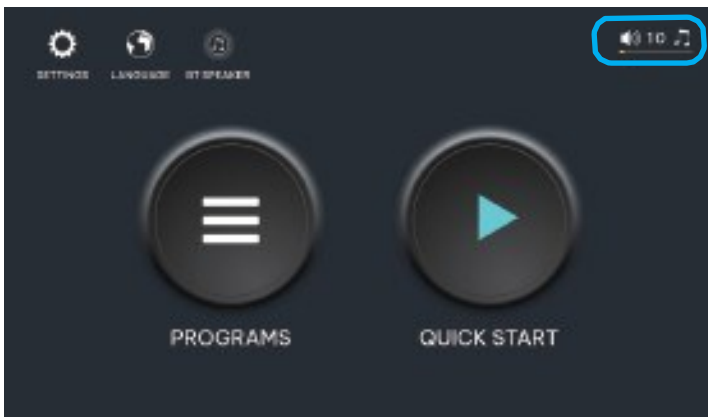 SETTINGS LANGUAGE BT SPEAKER
10
PROGRAMS
QUICK START